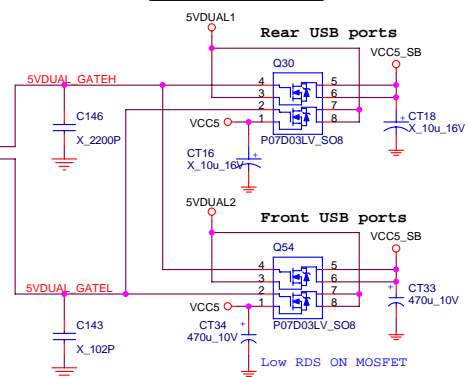 5VDUAL1
Rear USB ports
VCC5_SB
Q30
5VDUAL_GATEH
4 5
3 6
2 7
1 8
C146
X_2200P
VCC5
P07D03LV_SO8
CT18
X_10u_16V
CT16
X_10u_16V
5VDUAL2
Front USB ports
VCC5_SB
Q54
4 5
3 6
5VDUAL_GATEL
2 7
1 8
VCC5
CT33
470u_10V
C143
X_102P
CT34
470u_10V
P07D03LV_SO8
Low RDS ON MOSFET